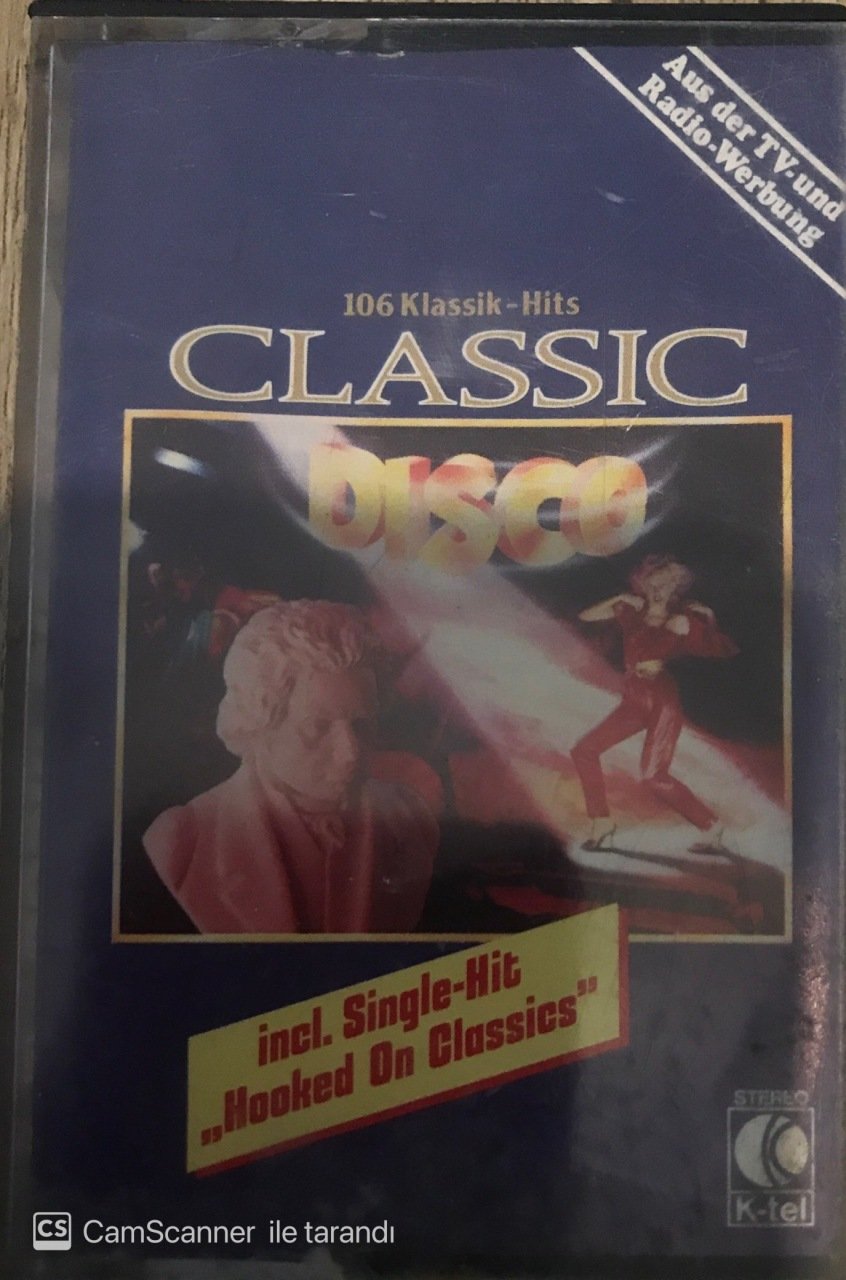 Aus der TV-und
Radio-Werbung
106 Klassik-Hits
CLASSIC
DISCO
incl. Single-Hit
„Hooked On Classics”
STEREO
K-tel
CS CamScanner ile tarandı